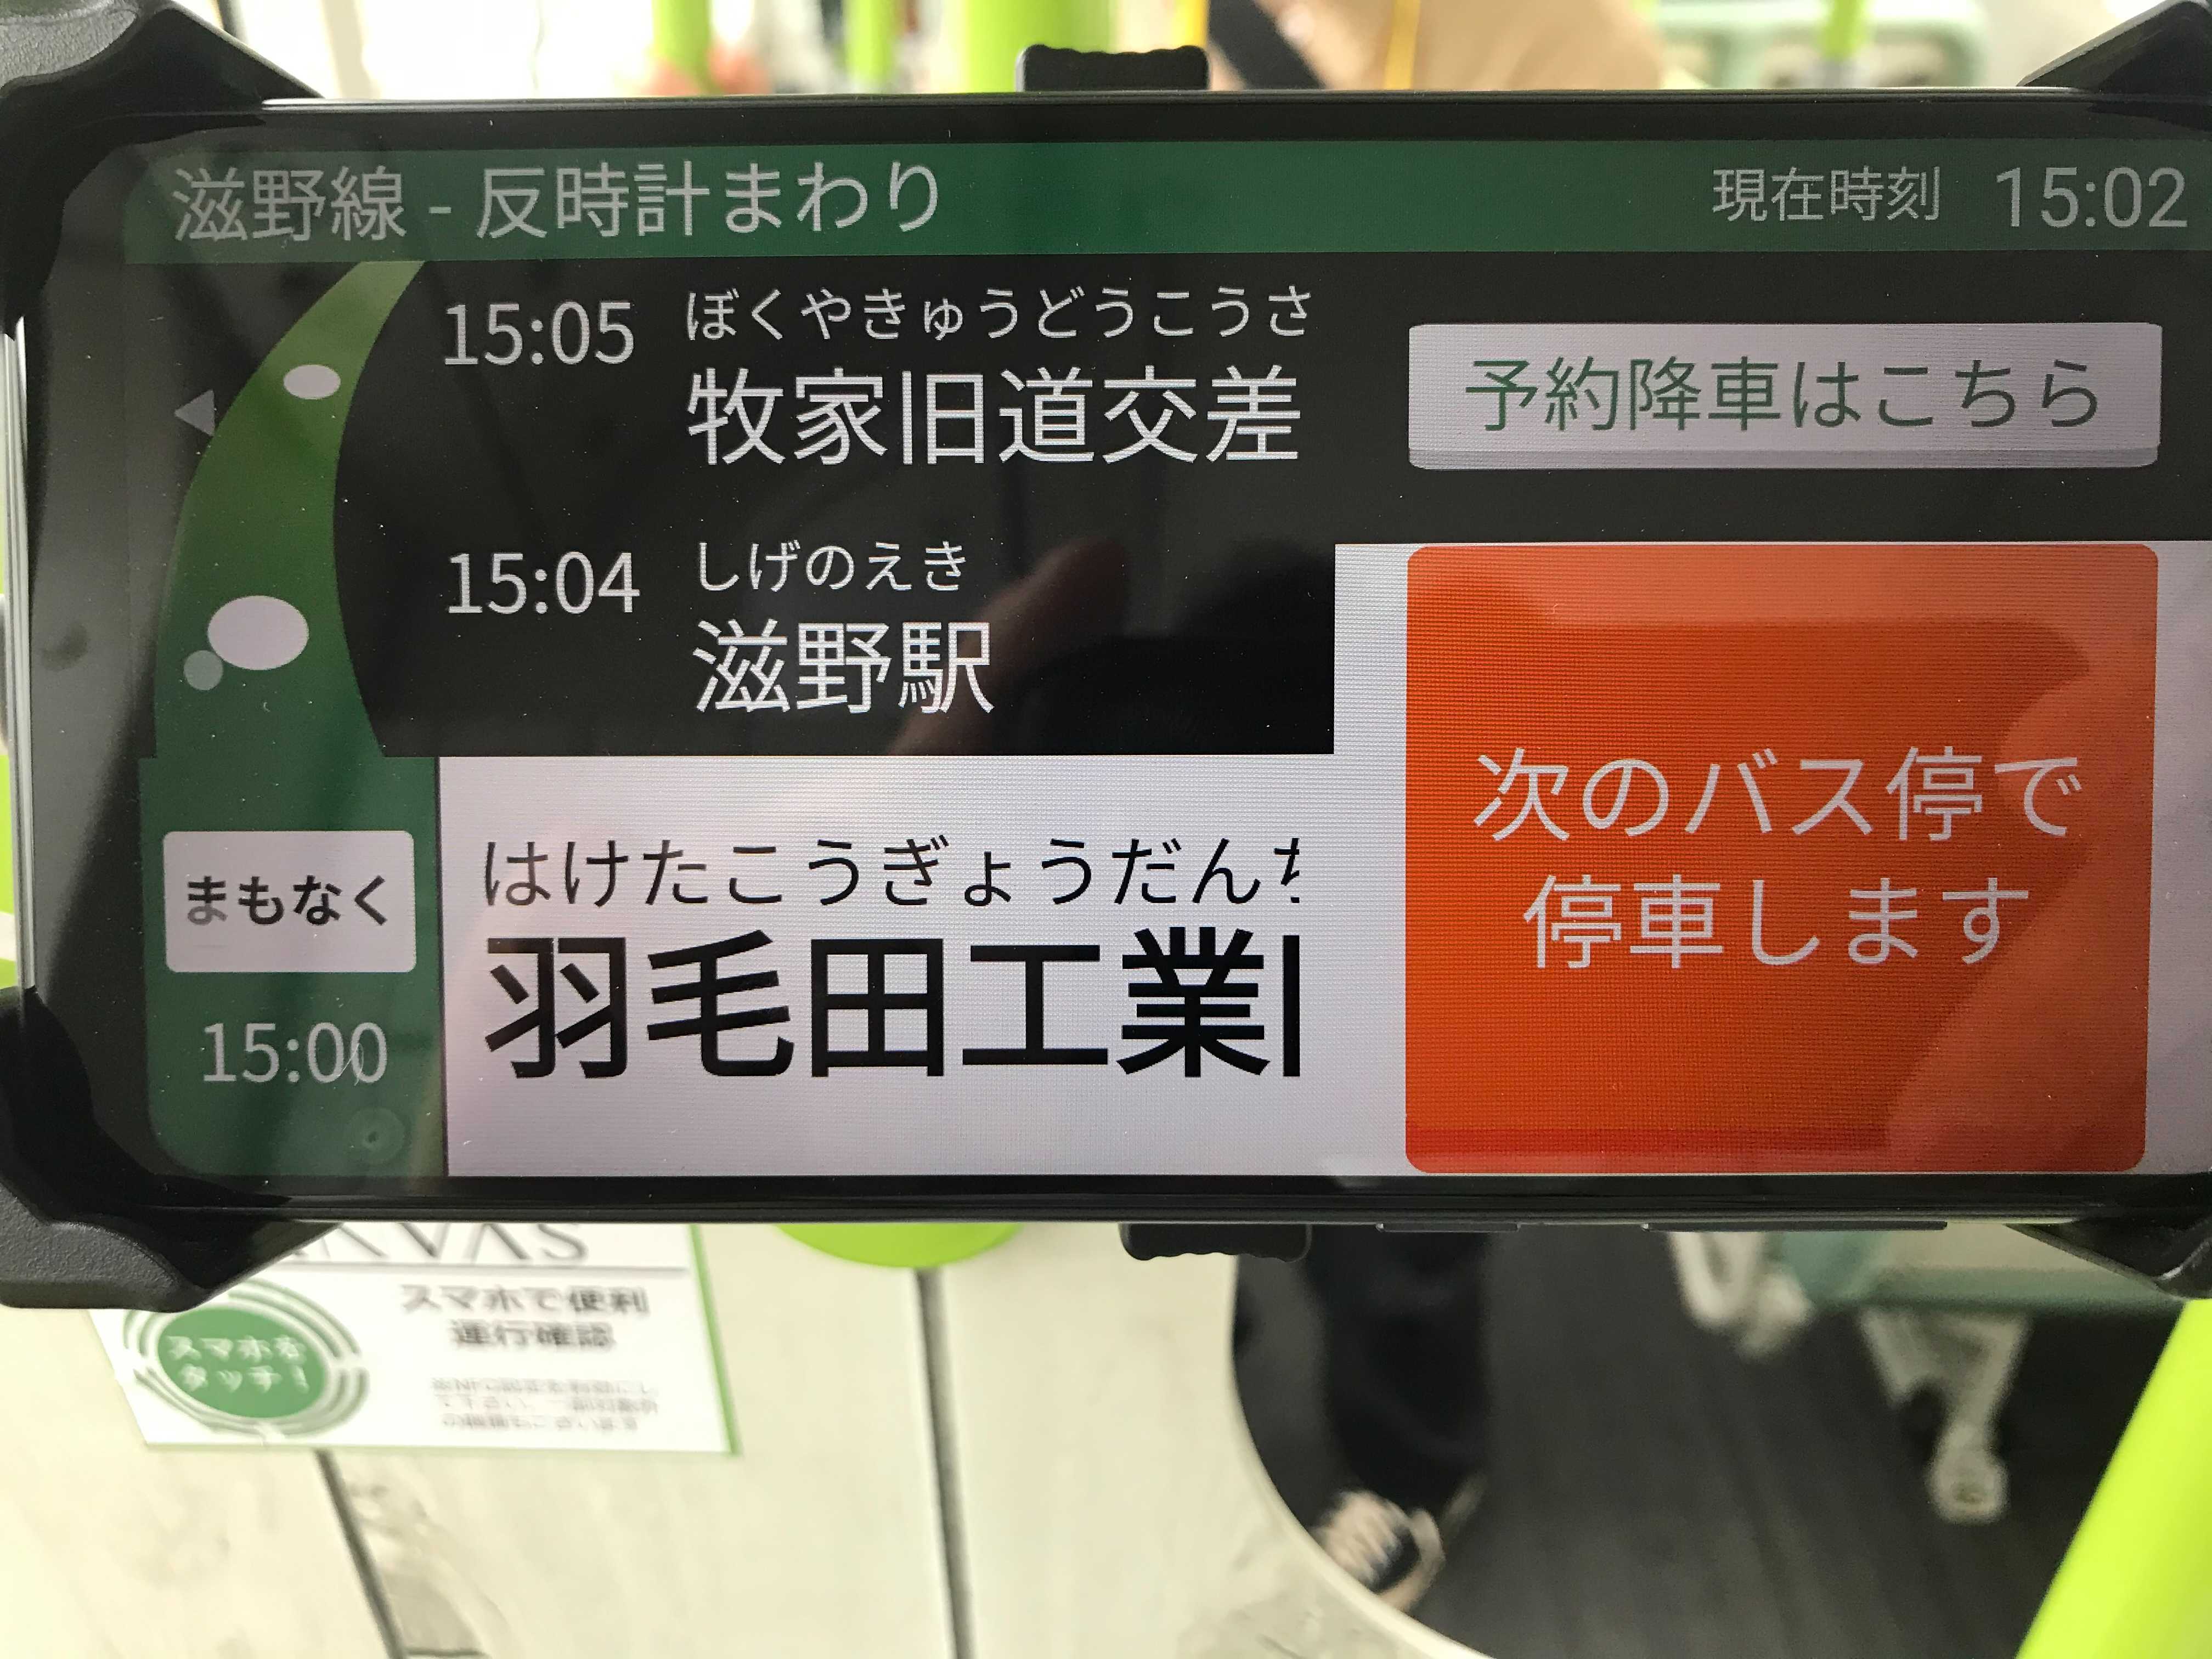 滋野線 - 反時計まわり
現在時刻 15:02
15:05
ぼくやきゅうどうこうさ
牧家旧道交差
予約降車はこちら
15:04
しげのえき
滋野駅
まもなく
15:00
はけたこうぎょうだんち
羽毛田工業
次のバス停で
停車します
スマホで便利
運行確認
スマホを
タッチ!